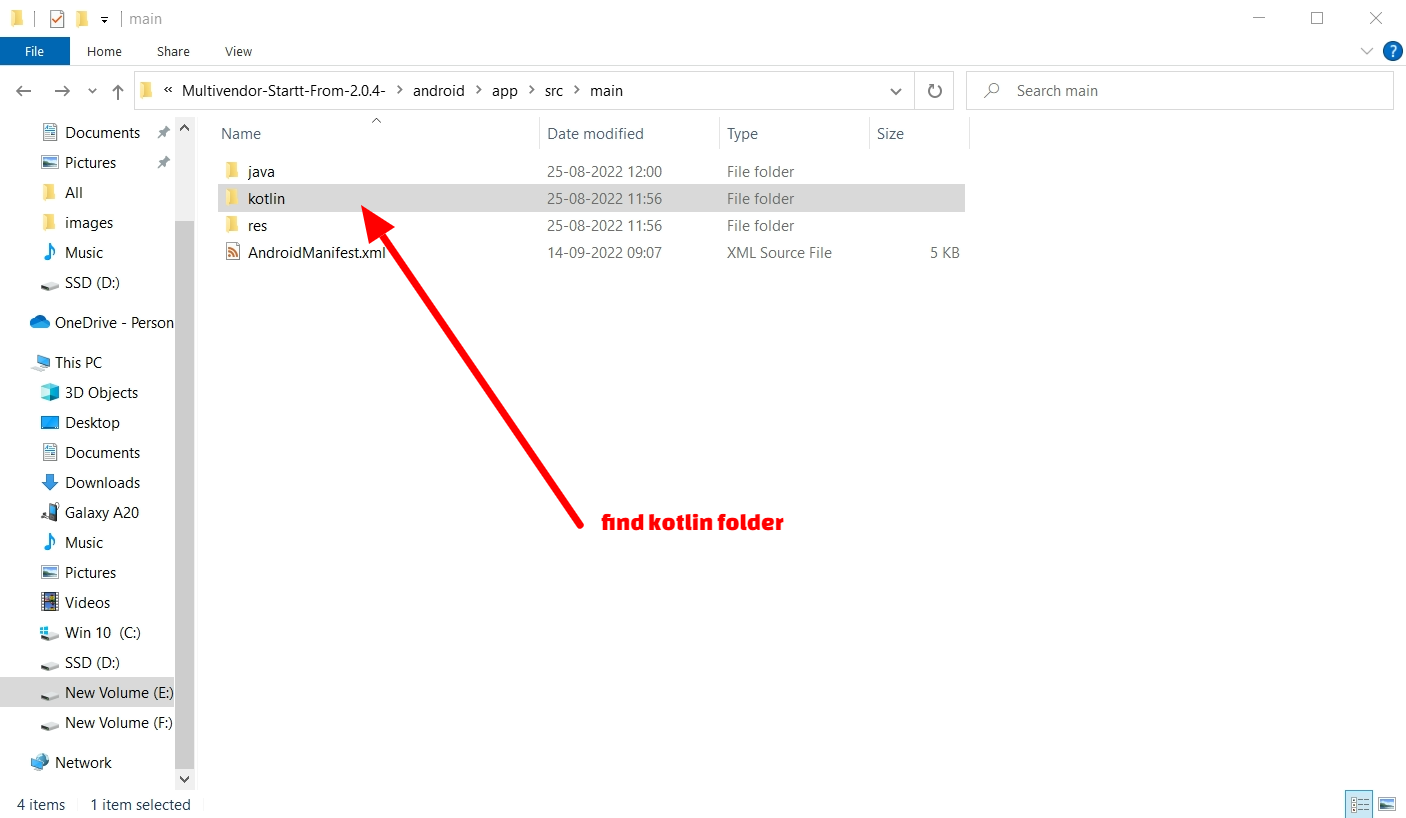 main
File Home Share View
« Multivendor-Startt-From-2.0.4- > android > app > src > main
Search main
Name Date modified Type Size
java 25-08-2022 12:00 File folder
kotlin 25-08-2022 11:56 File folder
res 25-08-2022 11:56 File folder
AndroidManifest.xml 14-09-2022 09:07 XML Source File 5 KB
Documents
Pictures
All
images
Music
SSD (D:)
OneDrive - Person
This PC
3D Objects
Desktop
Documents
Downloads
Galaxy A20
Music
Pictures
Videos
Win 10 (C:)
SSD (D:)
New Volume (E:)
New Volume (F:)
Network
find kotlin folder
4 items 1 item selected